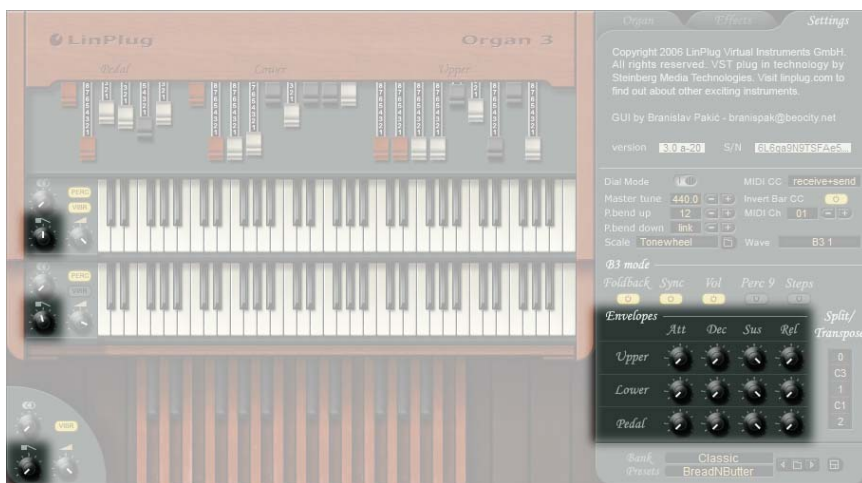 LinPlug
Organ 3
Pedal Lower Upper
PERC
VIBR
PERC
VIBR
VIBR
Organ Effects Settings
Copyright 2006 LinPlug Virtual Instruments GmbH.
All rights reserved. VST plug in technology by
Steinberg Media Technologies. Visit linplug.com to
find out about other exciting instruments.
GUI by Branislav Pakić - branispak@beocity.net
version 3.0 a-20 S/N 6L6qa9N9TSFAe5...
Dial Mode MIDI CC receive+send
Master tune 440.0 - + Invert Bar CC
P.bend up 12 - + MIDI Ch 01 - +
P.bend down link - +
Scale Tonewheel Wave B3 1
B3 mode
Foldback Sync Vol Perc 9 Steps
Envelopes
Att Dec Sus Rel
Upper
Lower
Pedal
Split/
Transpose
0
C3
1
C1
2
Bank Classic
Presets BreadNButter